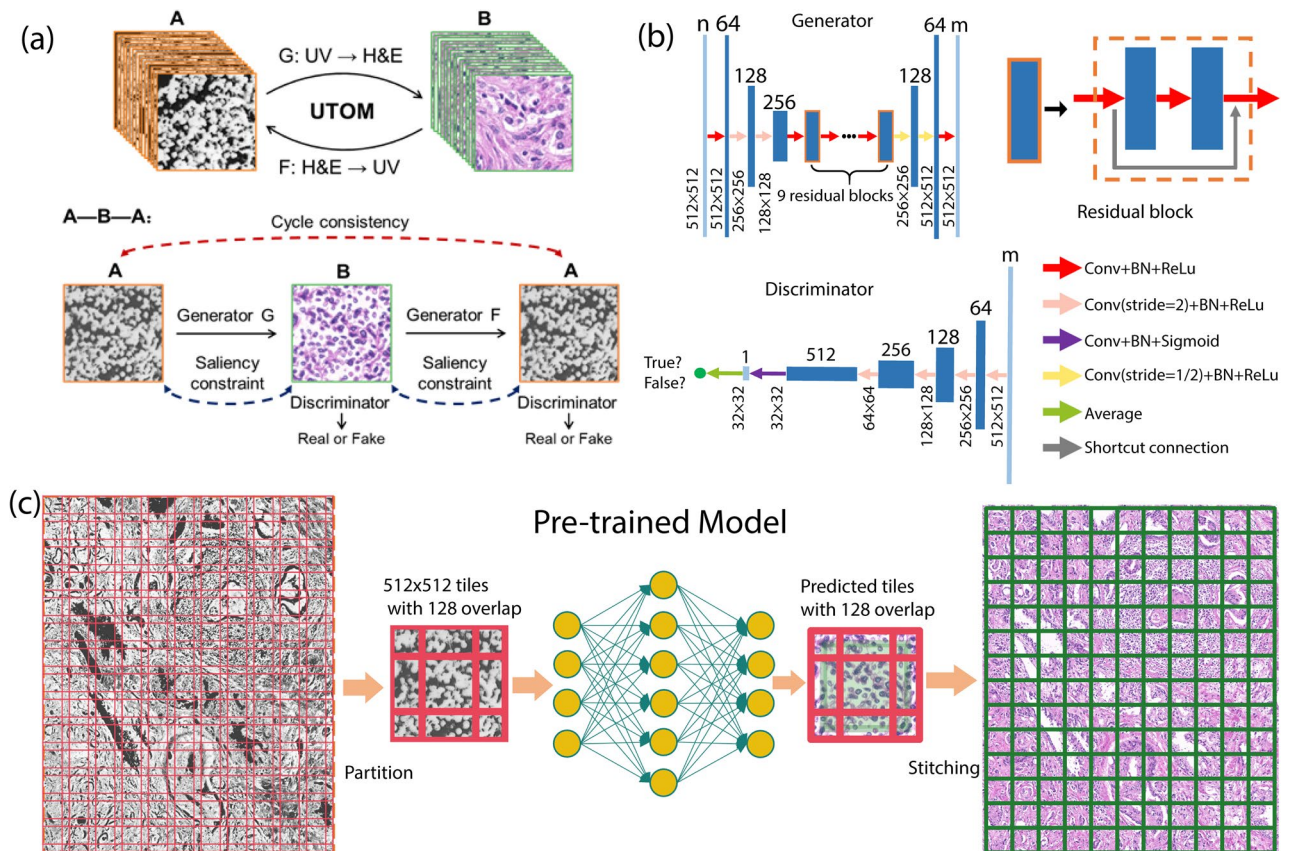 (a)
A
B
G: UV → H&E
UTOM
F: H&E → UV
A—B—A:
Cycle consistency
A
B
A
Generator G
Generator F
Saliency
constraint
Saliency
constraint
Discriminator
Discriminator
Real or Fake
Real or Fake
(b)
Generator
n
64
128
256
128
64
m
512×512
512×512
256×256
128×128
9 residual blocks
256×256
512×512
512×512
Residual block
Discriminator
True?
False?
1
512
256
128
64
m
32×32
32×32
64×64
128×128
256×256
512×512
Conv+BN+ReLu
Conv(stride=2)+BN+ReLu
Conv+BN+Sigmoid
Conv(stride=1/2)+BN+ReLu
Average
Shortcut connection
(c)
Pre-trained Model
512x512 tiles
with 128 overlap
Predicted tiles
with 128 overlap
Partition
Stitching